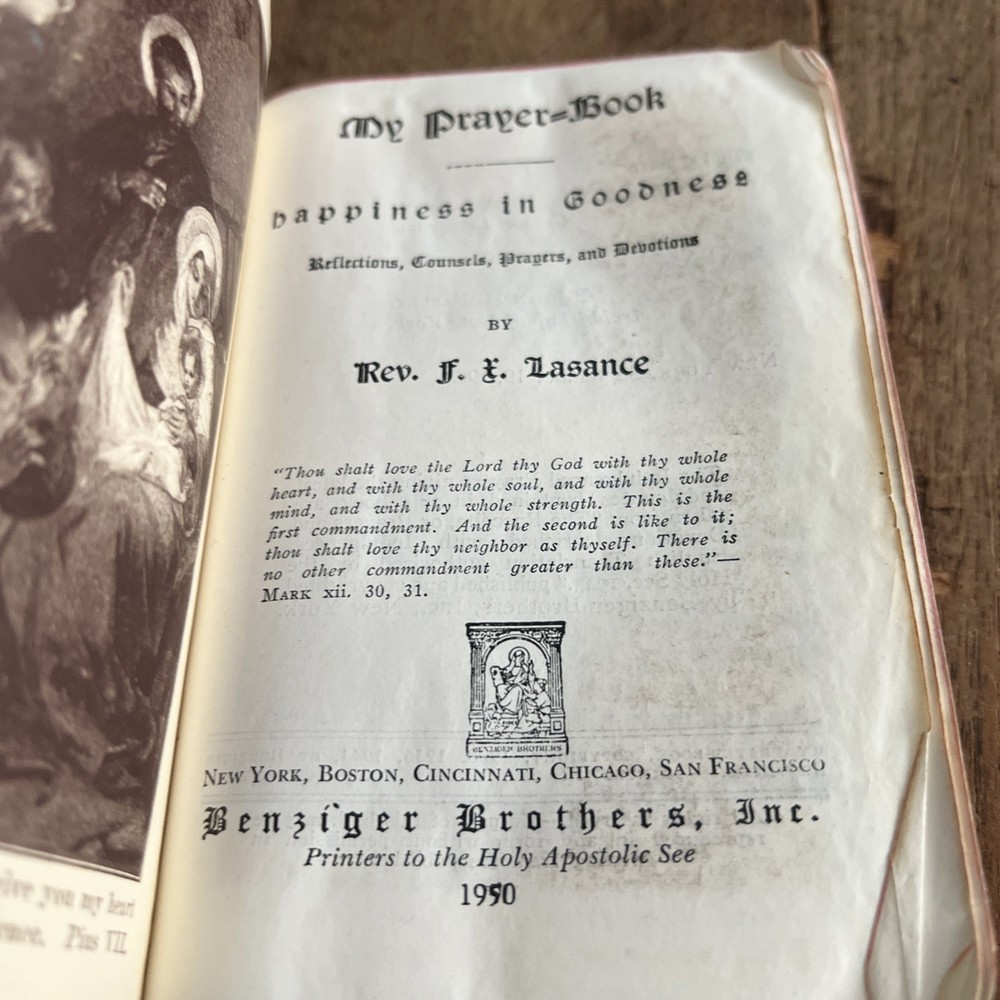 My Prayer=Book
Happiness in Goodness
Reflections, Counsels, Prayers, and Devotions
BY
Rev. F. X. Lasance
“Thou shalt love the Lord thy God with thy whole
heart, and with thy whole soul, and with thy whole
mind, and with thy whole strength. This is the
first commandment. And the second is like to it;
thou shalt love thy neighbor as thyself. There is
no other commandment greater than these.”—
MARK xii. 30, 31.
BENZIGER BROTHERS
NEW YORK, BOSTON, CINCINNATI, CHICAGO, SAN FRANCISCO
Benziger Brothers, Inc.
Printers to the Holy Apostolic See
1950
you my heart
Pius VII.